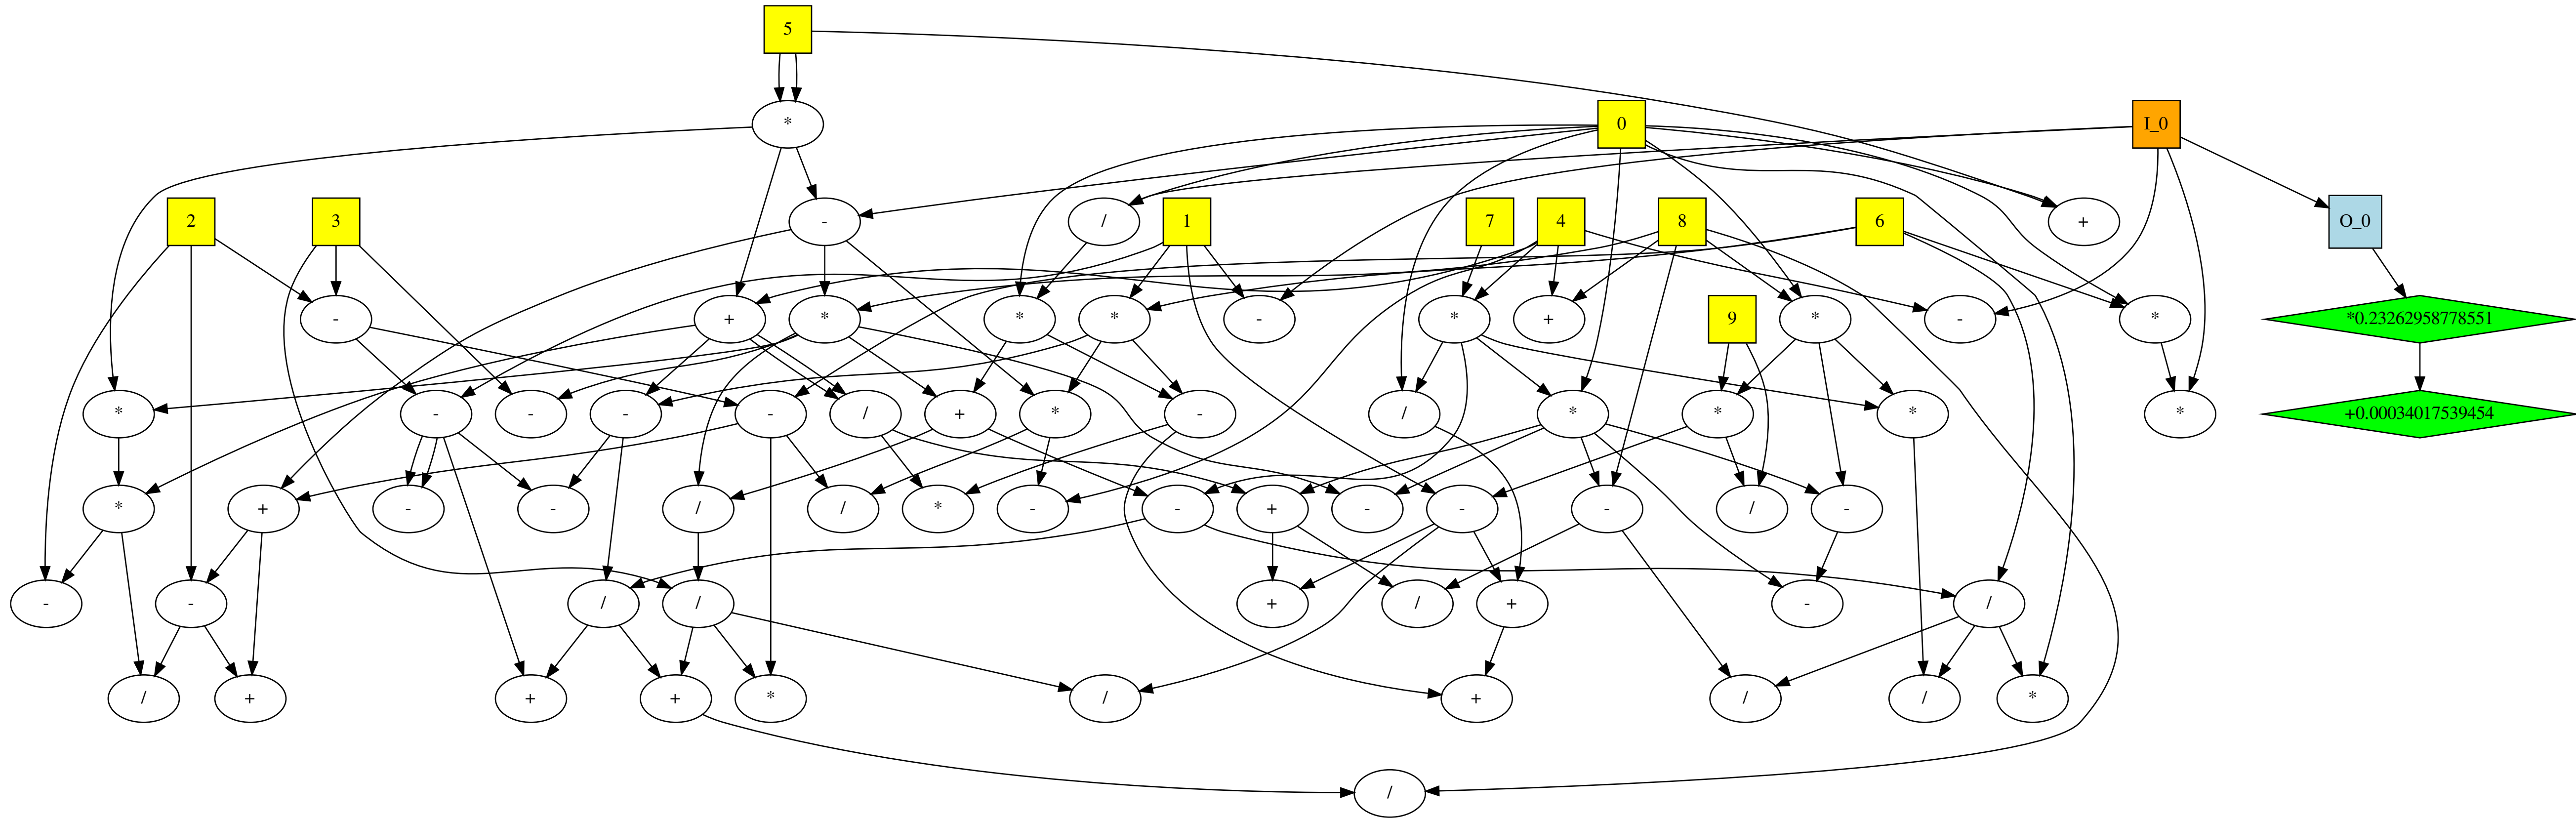 5
* 0 I_0
2 3 - / 1 7 4 8 6 + O_0
- + * * * - * + 9 * - * *0.23262958778551
* - - - - / + * - / * * * * +0.00034017539454
* + - - / / * - - + - - - / -
- - / / + / + - /
/ + + + * / + / / *
/